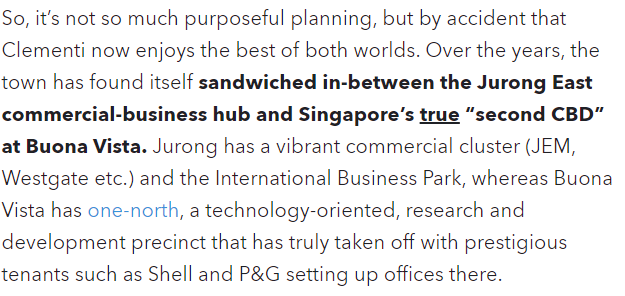 So, it's not so much purposeful planning, but by accident that
Clementi now enjoys the best of both worlds. Over the years, the
town has found itself sandwiched in-between the Jurong East
commercial-business hub and Singapore's true “second CBD”
at Buona Vista. Jurong has a vibrant commercial cluster (JEM,
Westgate etc.) and the International Business Park, whereas Buona
Vista has one-north, a technology-oriented, research and
development precinct that has truly taken off with prestigious
tenants such as Shell and P&G setting up offices there.